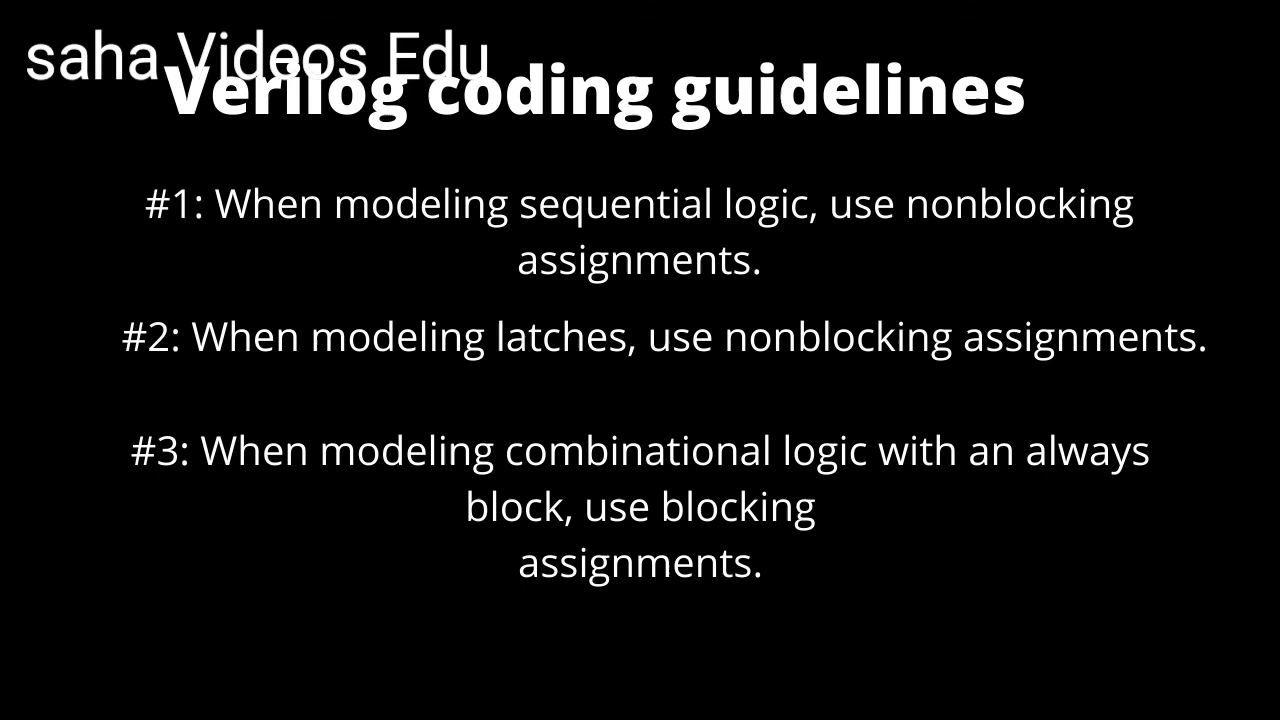 saha Videos Edu
Verilog coding guidelines
#1: When modeling sequential logic, use nonblocking
assignments.
#2: When modeling latches, use nonblocking assignments.
#3: When modeling combinational logic with an always
block, use blocking
assignments.